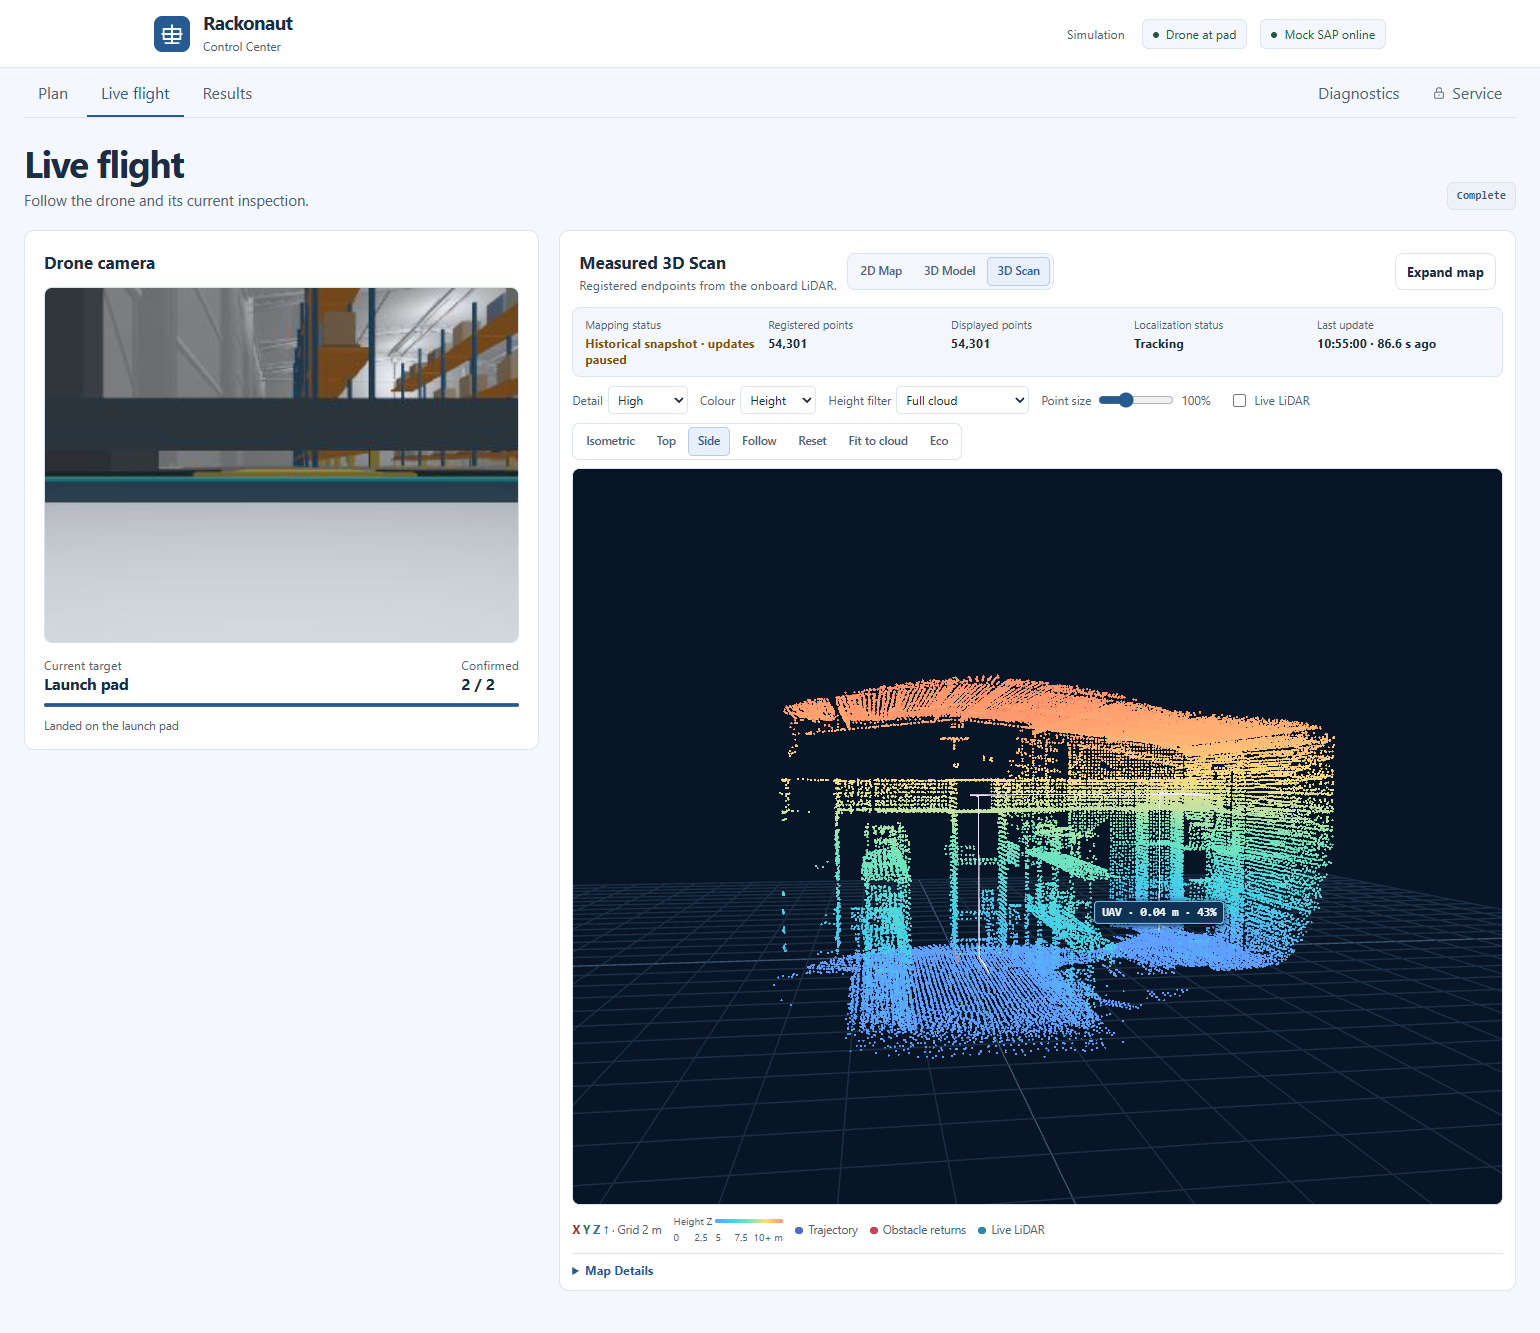 Rackonaut
Control Center
Simulation
Drone at pad
Mock SAP online
Plan
Live flight
Results
Diagnostics
Service
Live flight
Follow the drone and its current inspection.
Complete
Drone camera
Current target
Confirmed
Launch pad
2 / 2
Landed on the launch pad
Measured 3D Scan
Registered endpoints from the onboard LiDAR.
2D Map
3D Model
3D Scan
Expand map
Mapping status
Historical snapshot · updates
paused
Registered points
54,301
Displayed points
54,301
Localization status
Tracking
Last update
10:55:00 · 86.6 s ago
Detail
High
Colour
Height
Height filter
Full cloud
Point size
100%
Live LiDAR
Isometric
Top
Side
Follow
Reset
Fit to cloud
Eco
UAV · 0.04 m · 43%
X Y Z ↑ · Grid 2 m
Height Z
0 2.5 5 7.5 10+ m
Trajectory
Obstacle returns
Live LiDAR
Map Details